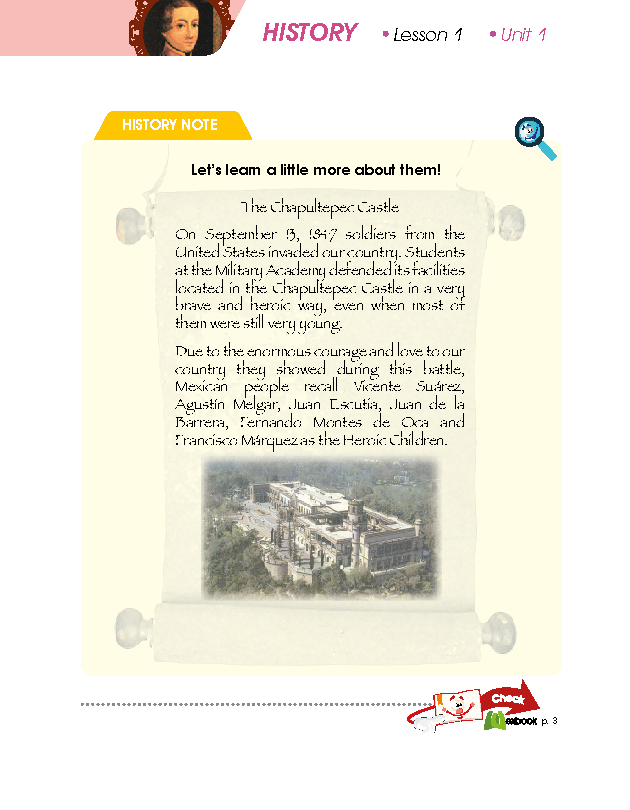 HISTORY • Lesson 1 • Unit 1
HISTORY NOTE
Let's learn a little more about them!
The Chapultepec Castle
On September 13, 1847 soldiers from the
United States invaded our country. Students
at the Military Academy defended its facilities
located in the Chapultepec Castle in a very
brave and heroic way, even when most of
them were still very young.
Due to the enormous courage and love to our
country they showed during this battle,
Mexican people recall Vicente Suárez,
Agustín Melgar, Juan Escutia, Juan de la
Barrera, Fernando Montes de Oca and
Francisco Márquez as the Heroic Children.
Check
p. 3